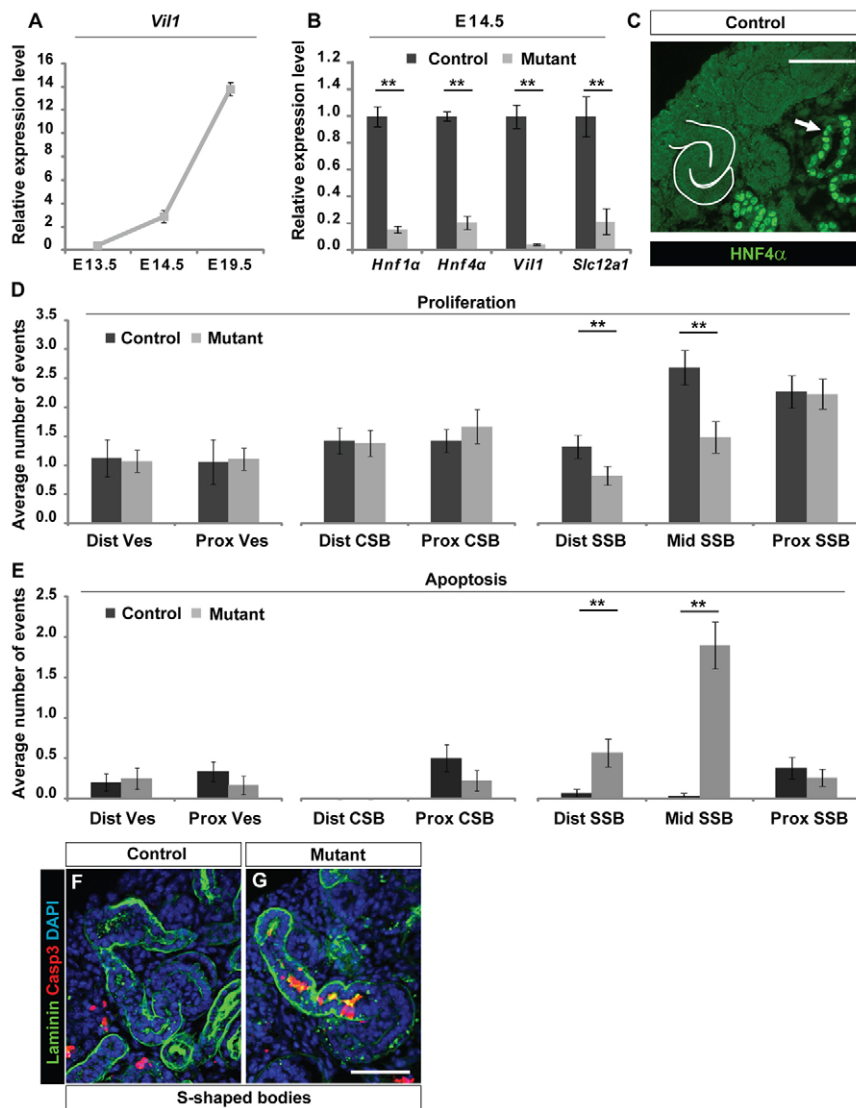 A
Vil1
Relative expression level
16
14
12
10
8
6
4
2
0
E13.5 E14.5 E19.5
B
E14.5
Relative expression level
Control Mutant
1.2
1.2
1.0
0.8
0.6
0.4
0.2
0.0
** ** ** **
Hnf1α Hnf4α Vil1 Slc12a1
C
Control
HNF4α
D
Proliferation
Average number of events
Control Mutant
3.5
3.0
2.5
2.0
1.5
1.0
0.5
0.0
** **
Dist Ves Prox Ves Dist CSB Prox CSB Dist SSB Mid SSB Prox SSB
E
Apoptosis
Average number of events
Control Mutant
2.5
2.0
1.5
1.0
0.5
0.0
** **
Dist Ves Prox Ves Dist CSB Prox CSB Dist SSB Mid SSB Prox SSB
Control Mutant
F G
Laminin Casp3 DAPI
S-shaped bodies